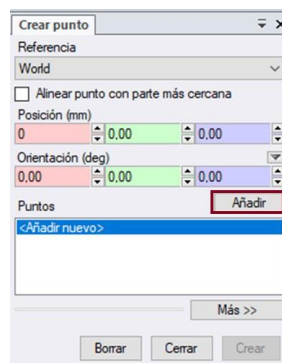 Crear punto
Referencia
World
Alinear punto con parte más cercana
Posición (mm)
0 0,00 0,00
Orientación (deg)
0,00 0,00 0,00
Puntos Añadir
<Añadir nuevo>
Más >>
Borrar Cerrar Crear